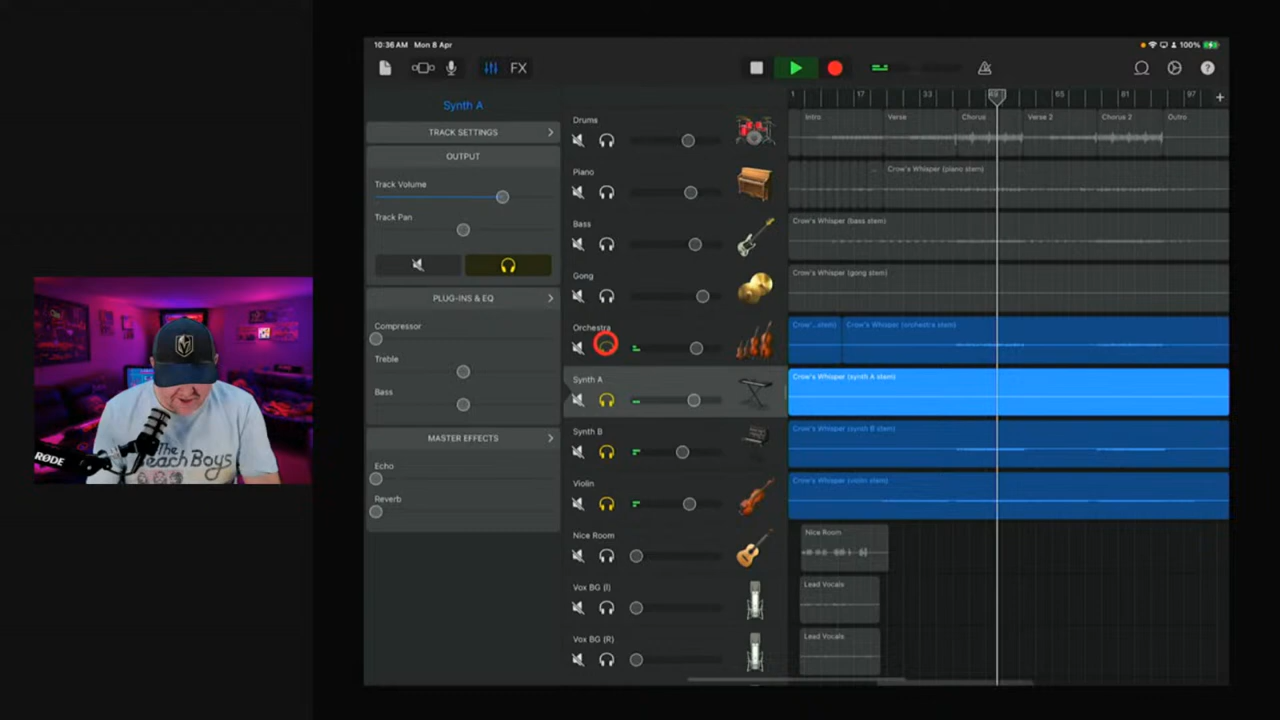 10:36 AM Mon 8 Apr
100%
FX
Synth A
TRACK SETTINGS
OUTPUT
Track Volume
Track Pan
PLUG-INS & EQ
Compressor
Treble
Bass
MASTER EFFECTS
Echo
Reverb
Drums
Piano
Bass
Gong
Orchestra
Synth A
Synth B
Violin
Nice Room
Vox BG (l)
Vox BG (R)
1 17 33 49 65 81 97
Intro Verse Chorus Verse 2 Chorus 2 Outro
Crow's Whisper (piano stem)
Crow's Whisper (bass stem)
Crow's Whisper (gong stem)
Crow'...stem) Crow's Whisper (orchestra stem)
Crow's Whisper (synth A stem)
Crow's Whisper (synth B stem)
Crow's Whisper (violin stem)
Nice Room
Lead Vocals
Lead Vocals
RØDE
The
Beach Boys